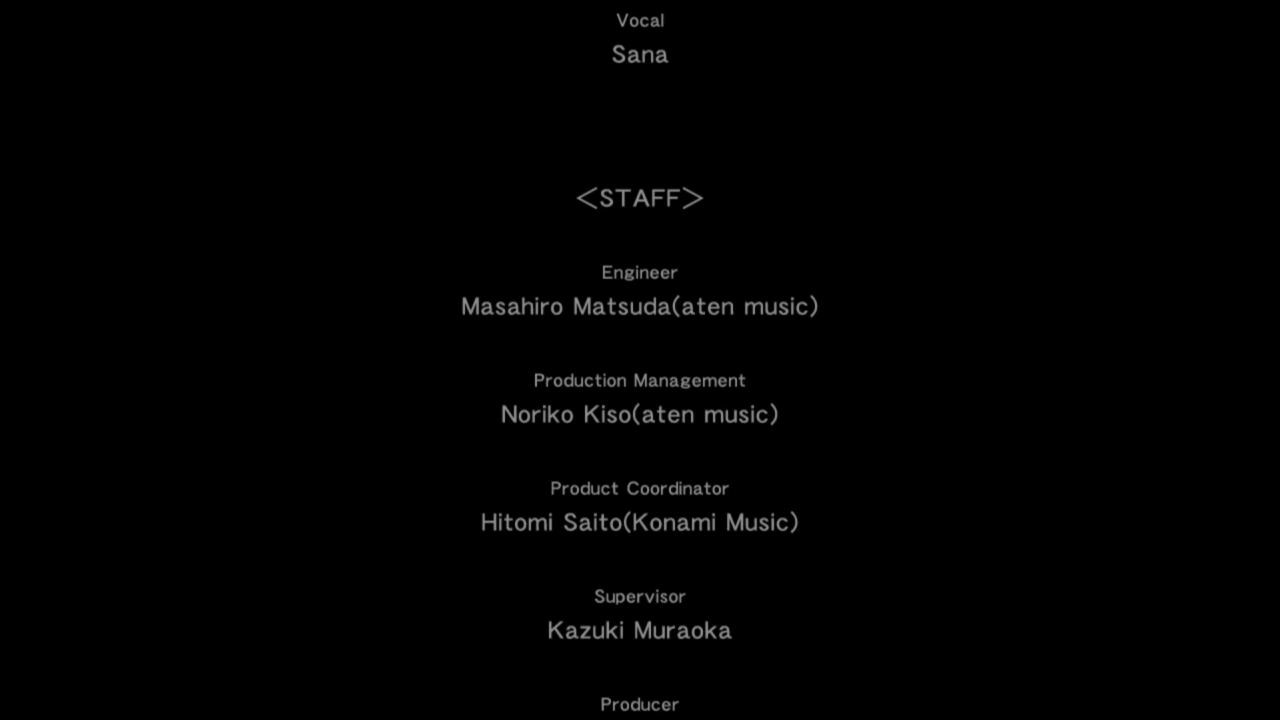 Vocal
Sana
＜STAFF＞
Engineer
Masahiro Matsuda(aten music)
Production Management
Noriko Kiso(aten music)
Product Coordinator
Hitomi Saito(Konami Music)
Supervisor
Kazuki Muraoka
Producer